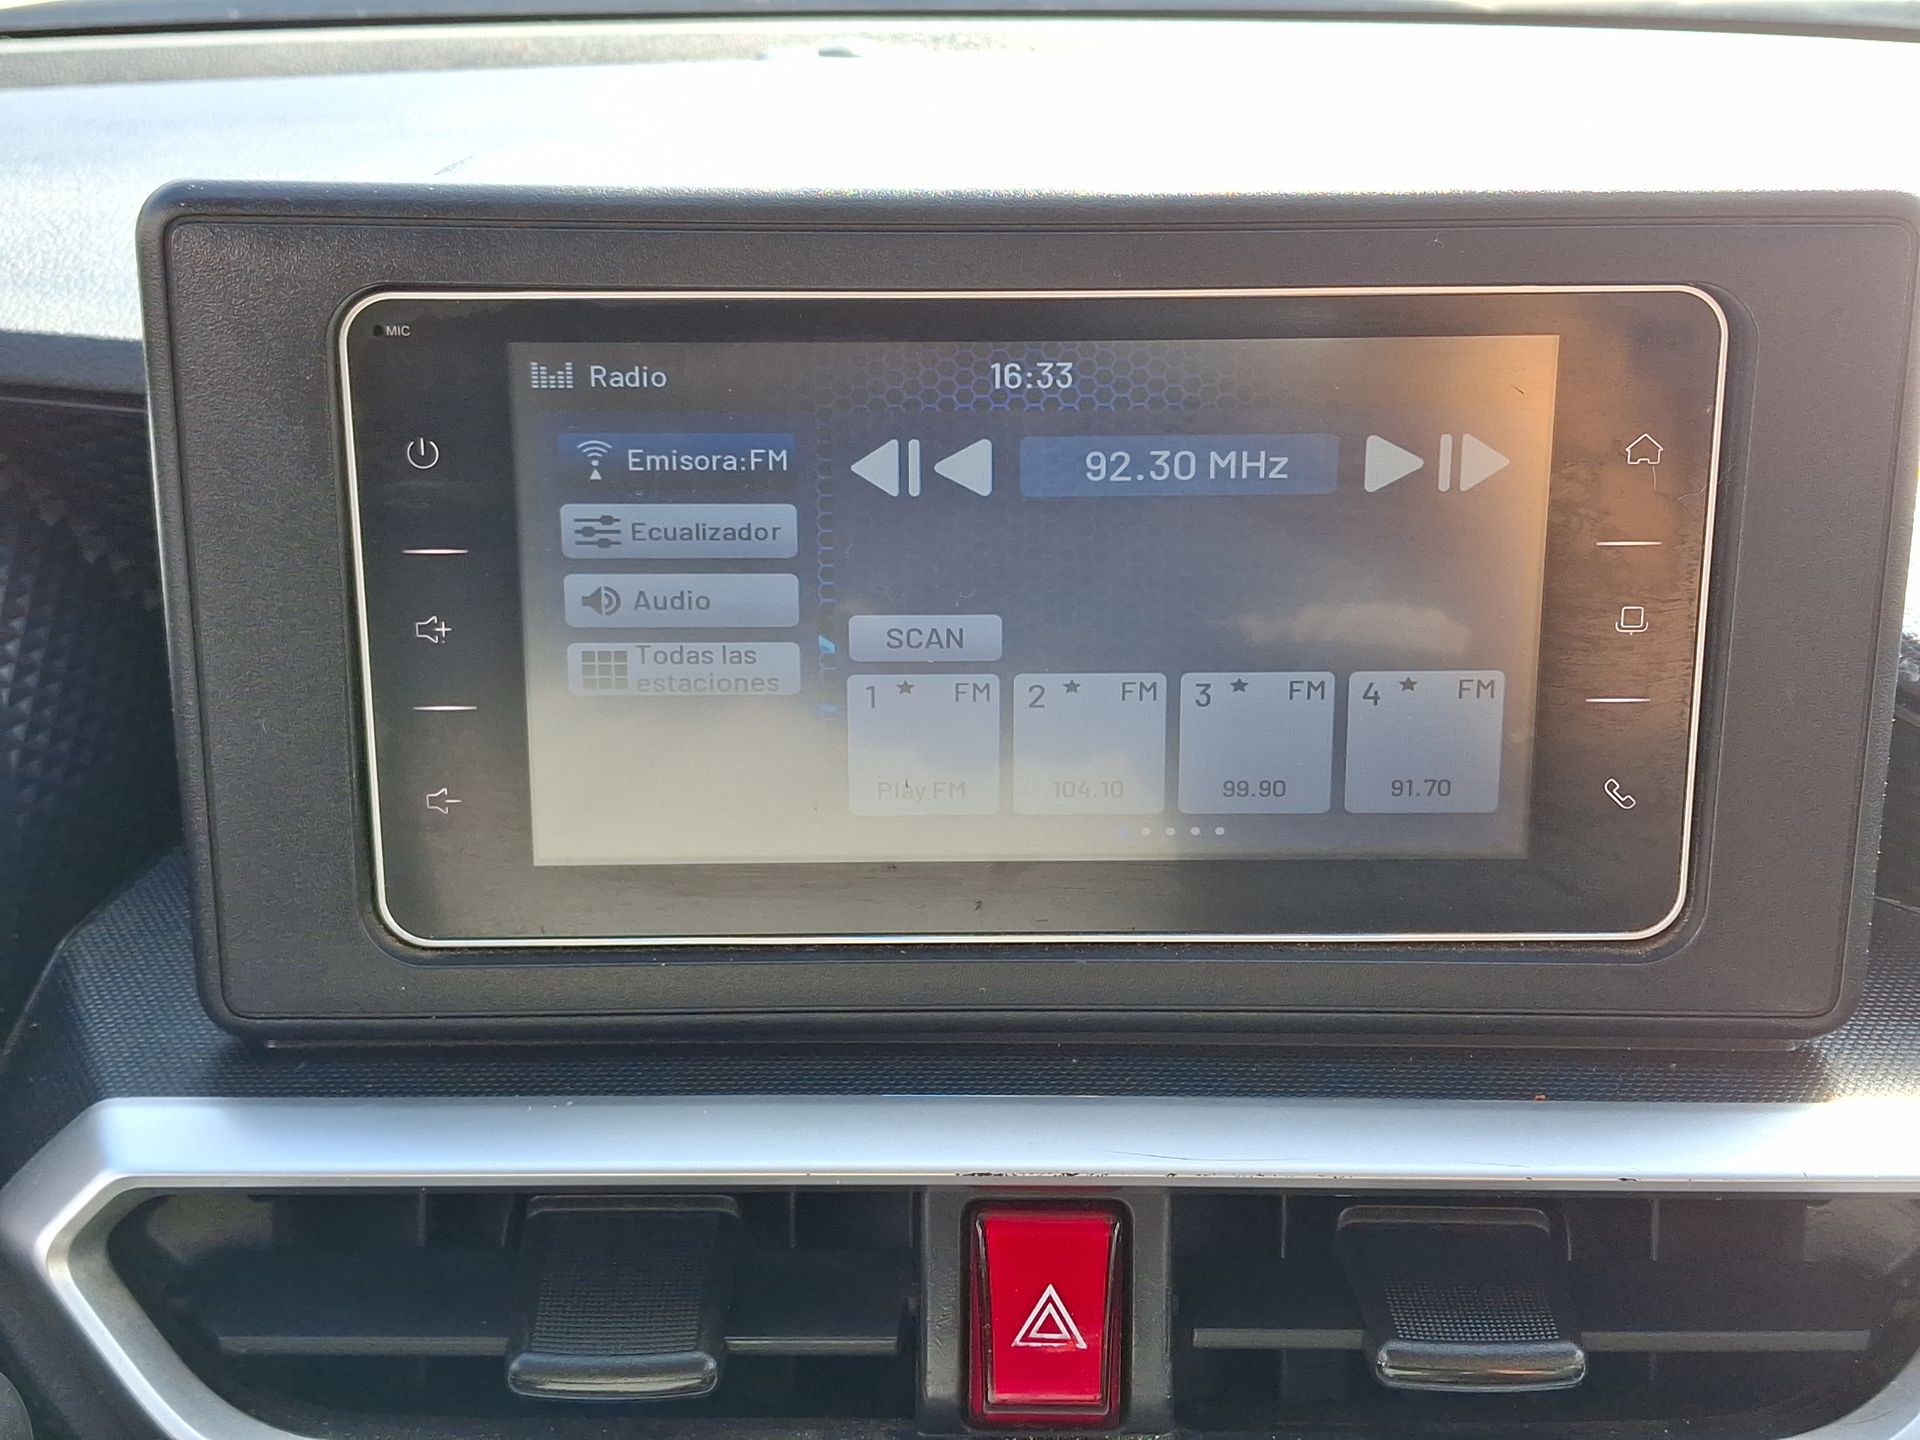 MIC
Radio
16:33
Emisora:FM
92.30 MHz
Ecualizador
Audio
Todas las
estaciones
SCAN
1 FM
2 FM
3 FM
4 FM
Play FM
104.10
99.90
91.70